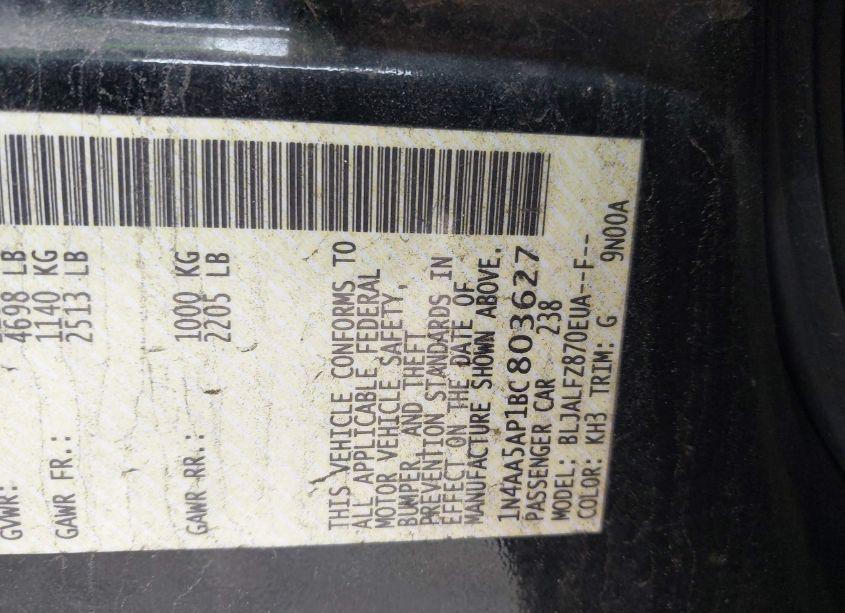 GVWR: 4698 LB
GAWR FR.: 1140 KG
2513 LB
GAWR RR.: 1000 KG
2205 LB
THIS VEHICLE CONFORMS TO
ALL APPLICABLE FEDERAL
MOTOR VEHICLE SAFETY,
BUMPER, AND THEFT
PREVENTION STANDARDS IN
EFFECT ON THE DATE OF
MANUFACTURE SHOWN ABOVE.
1N4AA5AP1BC803627
PASSENGER CAR 238
MODEL: BLJALFZ870EUA--F--
COLOR: KH3 TRIM: G 9N00A